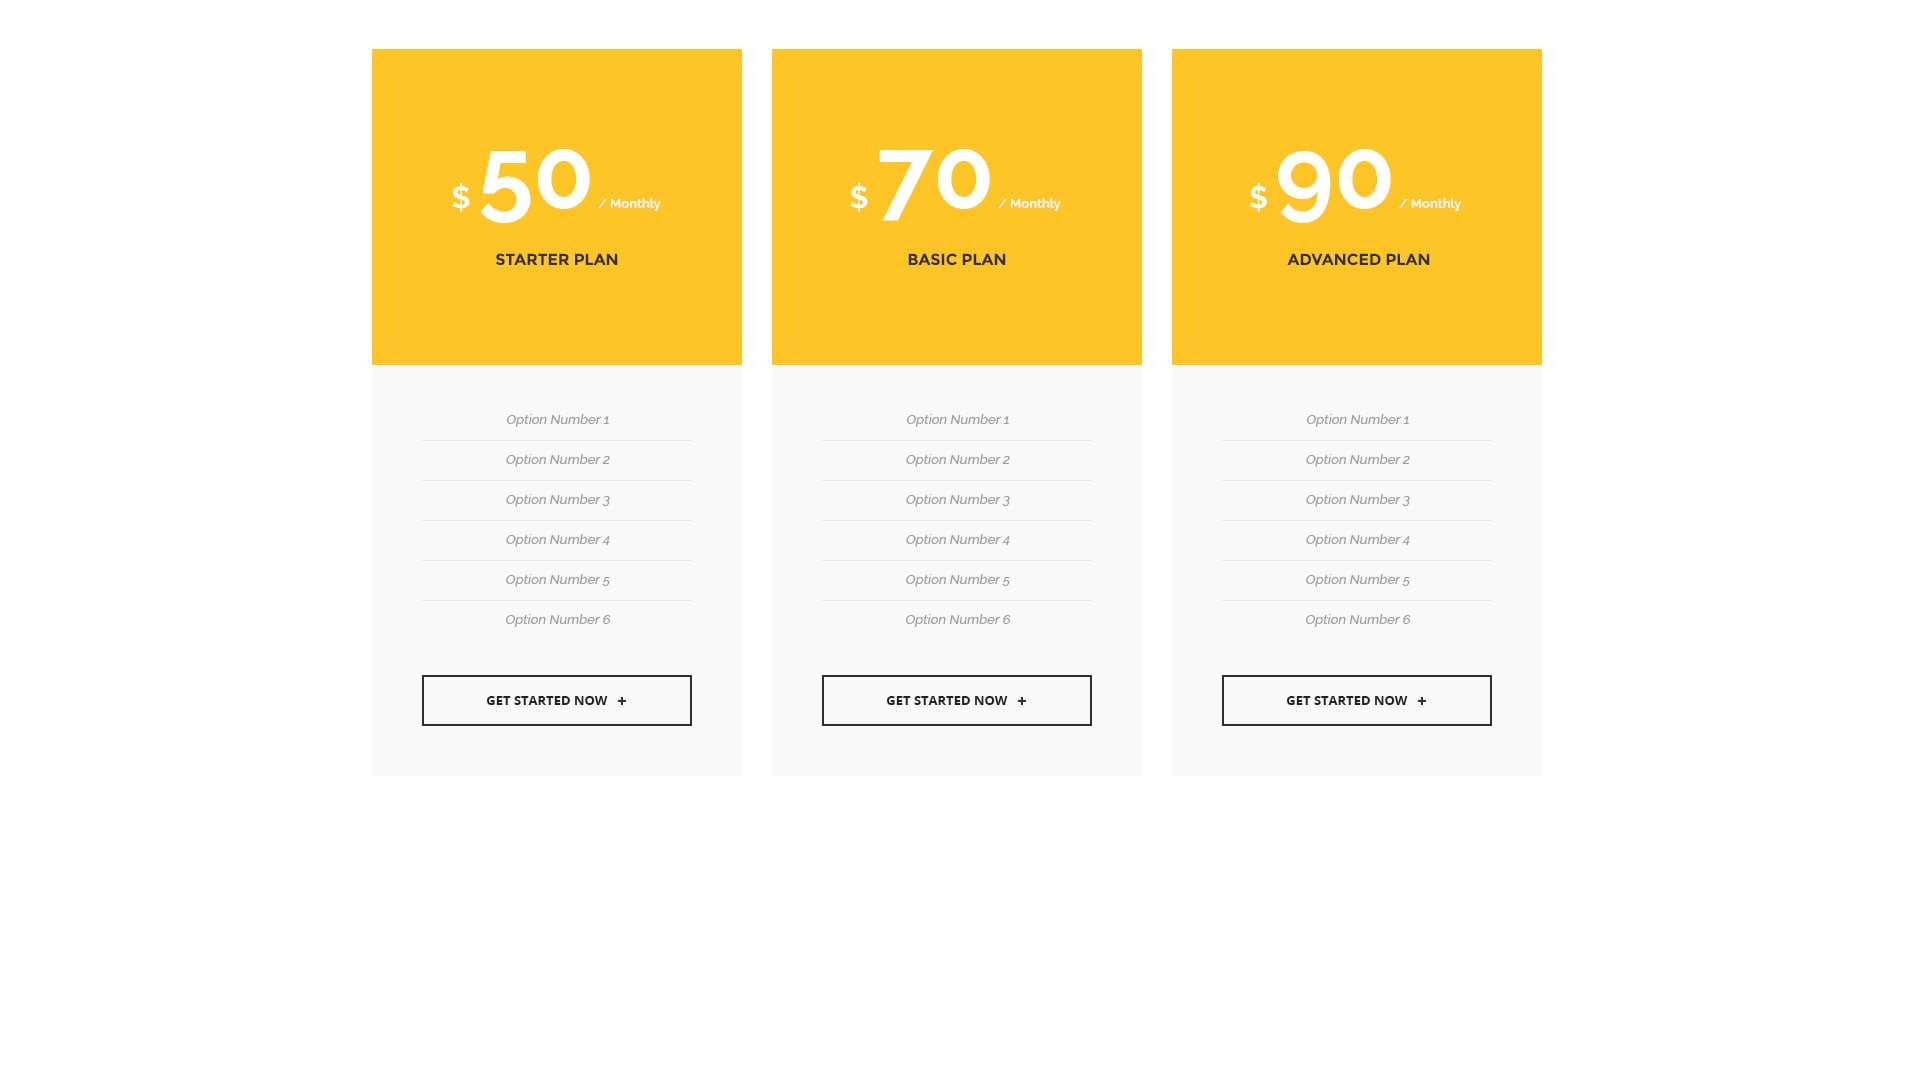 $ 50 / Monthly
STARTER PLAN
Option Number 1
Option Number 2
Option Number 3
Option Number 4
Option Number 5
Option Number 6
GET STARTED NOW +
$ 70 / Monthly
BASIC PLAN
Option Number 1
Option Number 2
Option Number 3
Option Number 4
Option Number 5
Option Number 6
GET STARTED NOW +
$ 90 / Monthly
ADVANCED PLAN
Option Number 1
Option Number 2
Option Number 3
Option Number 4
Option Number 5
Option Number 6
GET STARTED NOW +